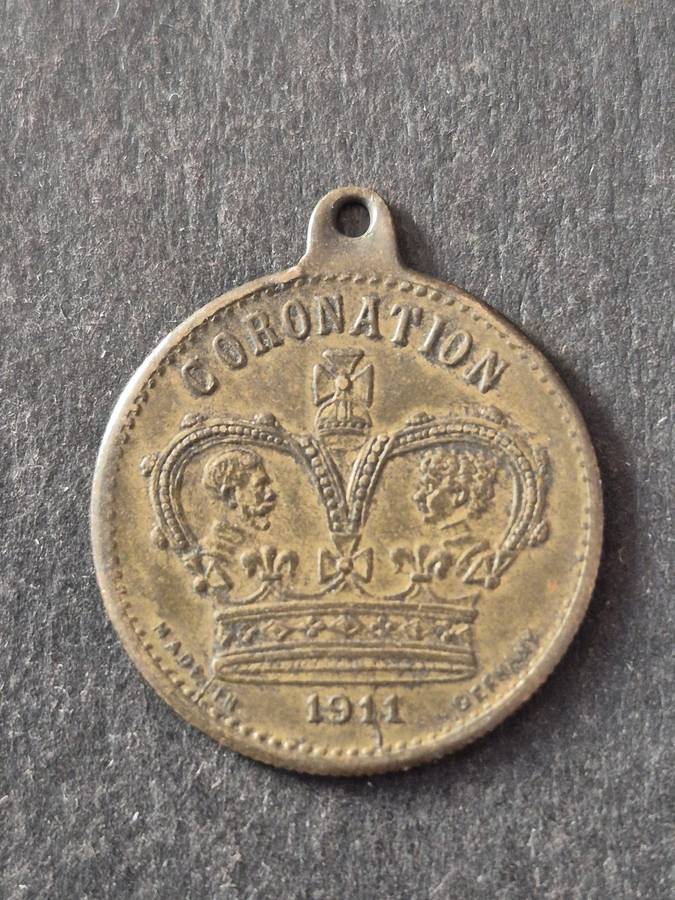 CORONATION
MADE IN
GERMANY
1911